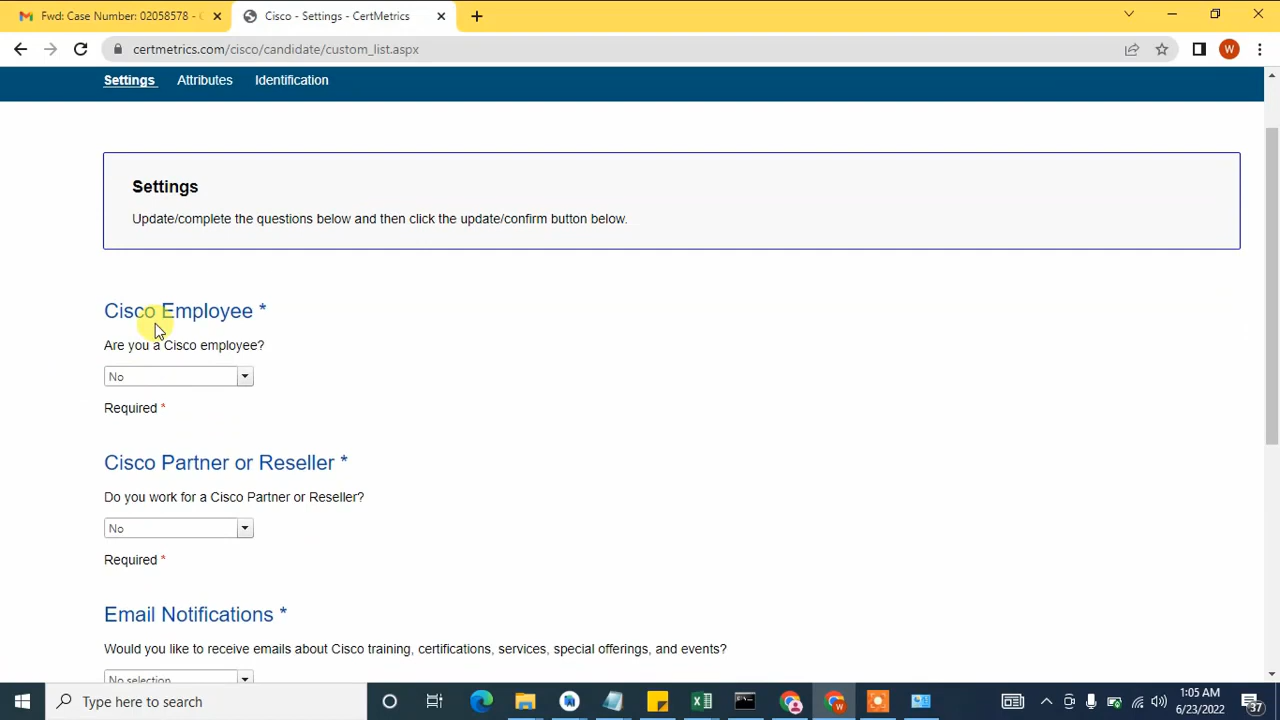 Fwd: Case Number: 02058578 -
Cisco - Settings - CertMetrics
certmetrics.com/cisco/candidate/custom_list.aspx
W
Settings
Attributes
Identification
Settings
Update/complete the questions below and then click the update/confirm button below.
Cisco Employee *
Are you a Cisco employee?
No
Required *
Cisco Partner or Reseller *
Do you work for a Cisco Partner or Reseller?
No
Required *
Email Notifications *
Would you like to receive emails about Cisco training, certifications, services, special offerings, and events?
No selection
Type here to search
1:05 AM
6/23/2022
37